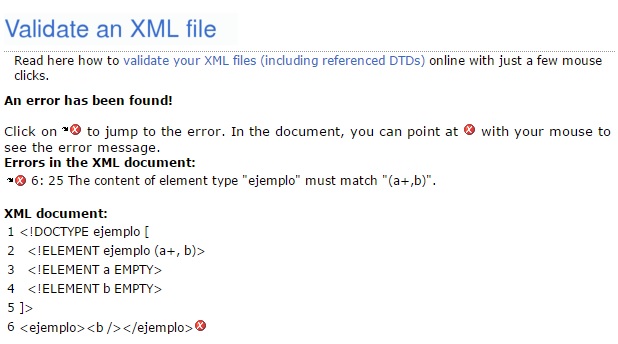 Validate an XML file
Read here how to validate your XML files (including referenced DTDs) online with just a few mouse
clicks.
An error has been found!
Click on to jump to the error. In the document, you can point at with your mouse to
see the error message.
Errors in the XML document:
6: 25 The content of element type "ejemplo" must match "(a+,b)".
XML document:
1 <!DOCTYPE ejemplo [
2 <!ELEMENT ejemplo (a+, b)>
3 <!ELEMENT a EMPTY>
4 <!ELEMENT b EMPTY>
5 ]>
6 <ejemplo><b /></ejemplo>